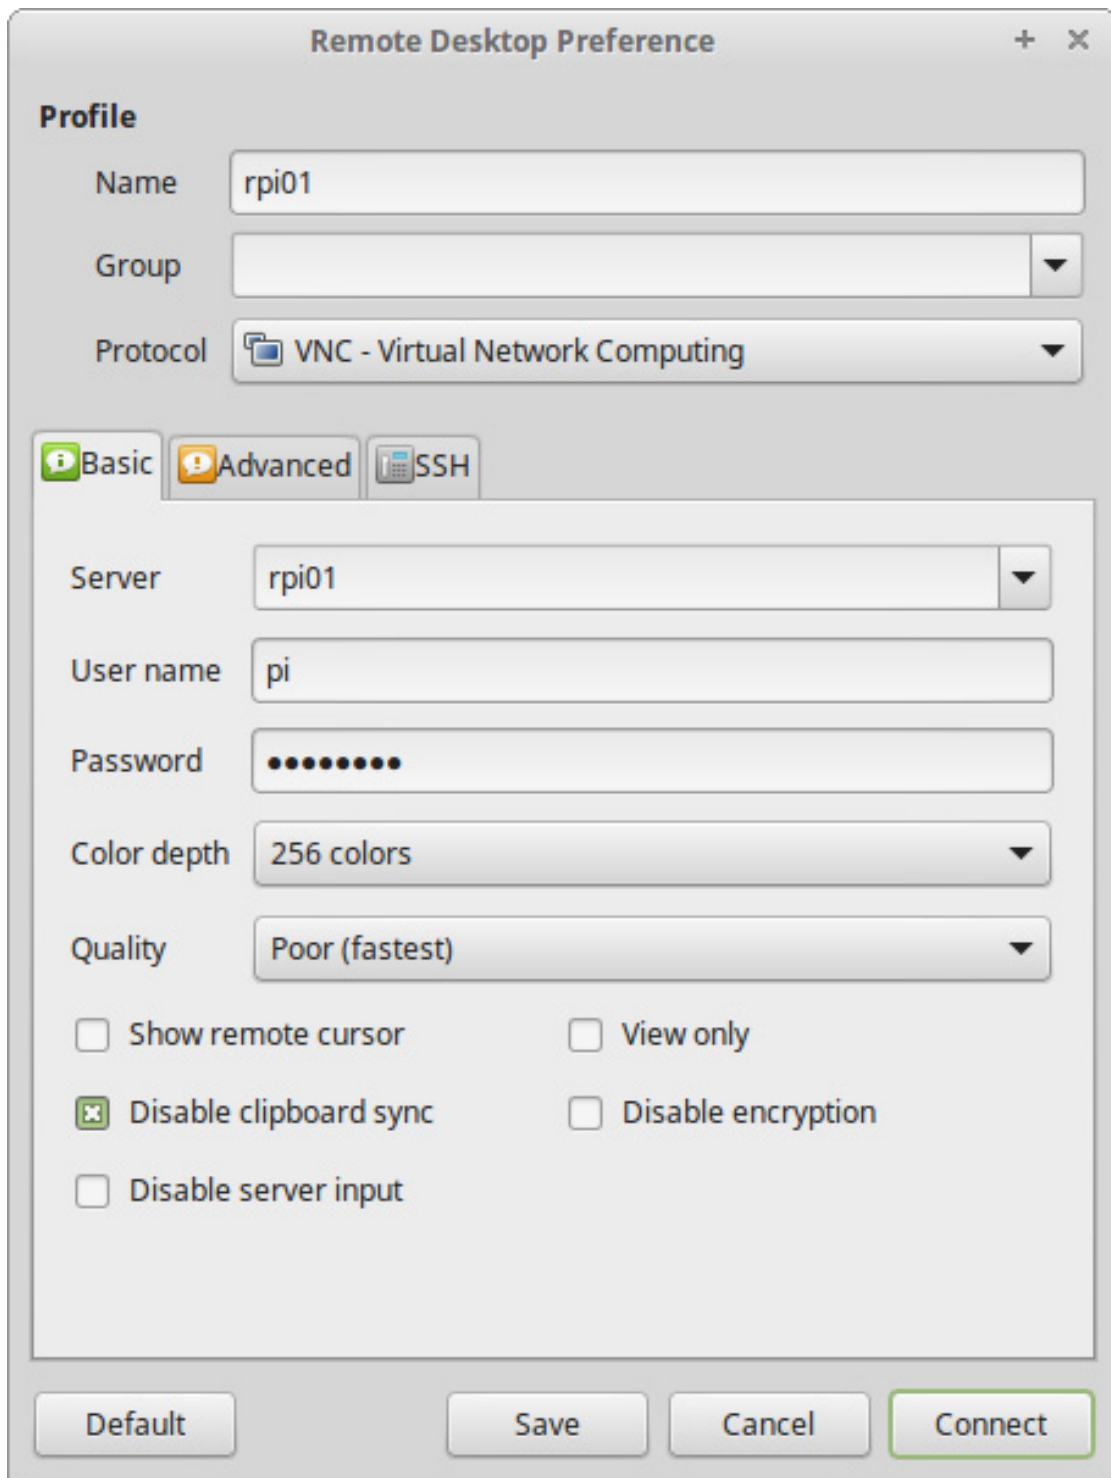 Remote Desktop Preference
Profile
Name rpi01
Group
Protocol VNC - Virtual Network Computing
Basic Advanced SSH
Server rpi01
User name pi
Password ••••••••
Color depth 256 colors
Quality Poor (fastest)
Show remote cursor View only
Disable clipboard sync Disable encryption
Disable server input
Default Save Cancel Connect